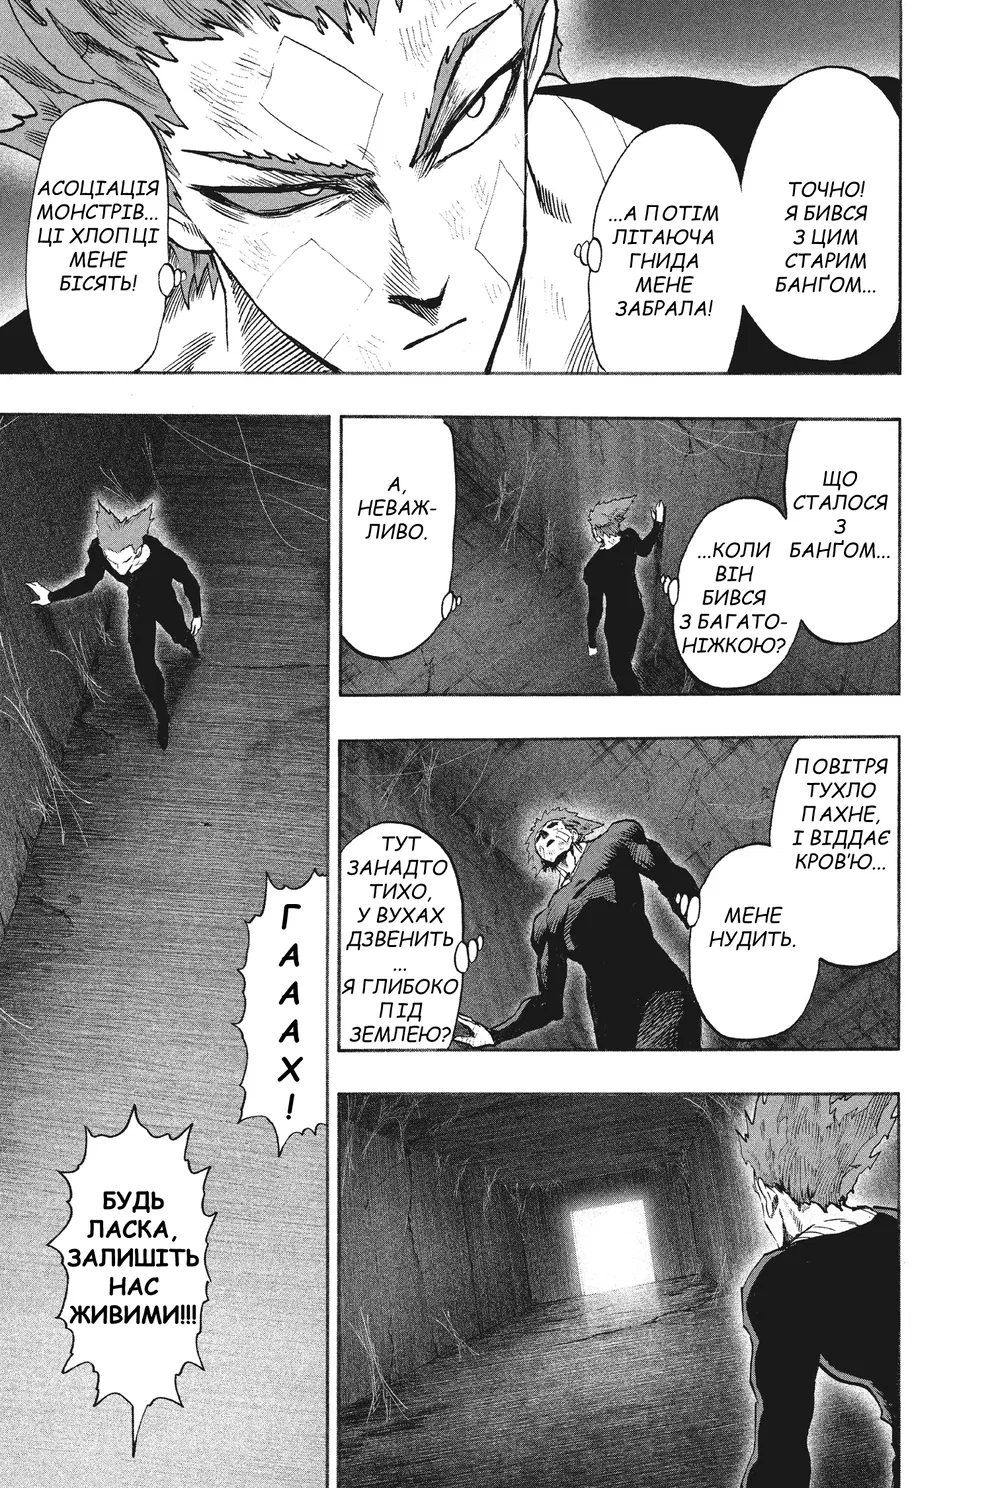 ТОЧНО!
Я БИВСЯ
З ЦИМ
СТАРИМ
БАНҐОМ...
...А ПОТІМ
ЛІТАЮЧА
ГНИДА
МЕНЕ
ЗАБРАЛА!
АСОЦІАЦІЯ
МОНСТРІВ...
ЦІ ХЛОПЦІ
МЕНЕ
БІСЯТЬ!
ЩО
СТАЛОСЯ
З
БАНҐОМ...
...КОЛИ
ВІН
БИВСЯ
З БАГАТО-
НІЖКОЮ?
А,
НЕВАЖ-
ЛИВО.
ПОВІТРЯ
ТУХЛО
ПАХНЕ,
І ВІДДАЄ
КРОВ'Ю...
МЕНЕ
НУДИТЬ.
ТУТ
ЗАНАДТО
ТИХО,
У ВУХАХ
ДЗВЕНИТЬ
...
Я ГЛИБОКО
ПІД
ЗЕМЛЕЮ?
ГАААХ!
БУДЬ
ЛАСКА,
ЗАЛИШІТЬ
НАС
ЖИВИМИ!!!